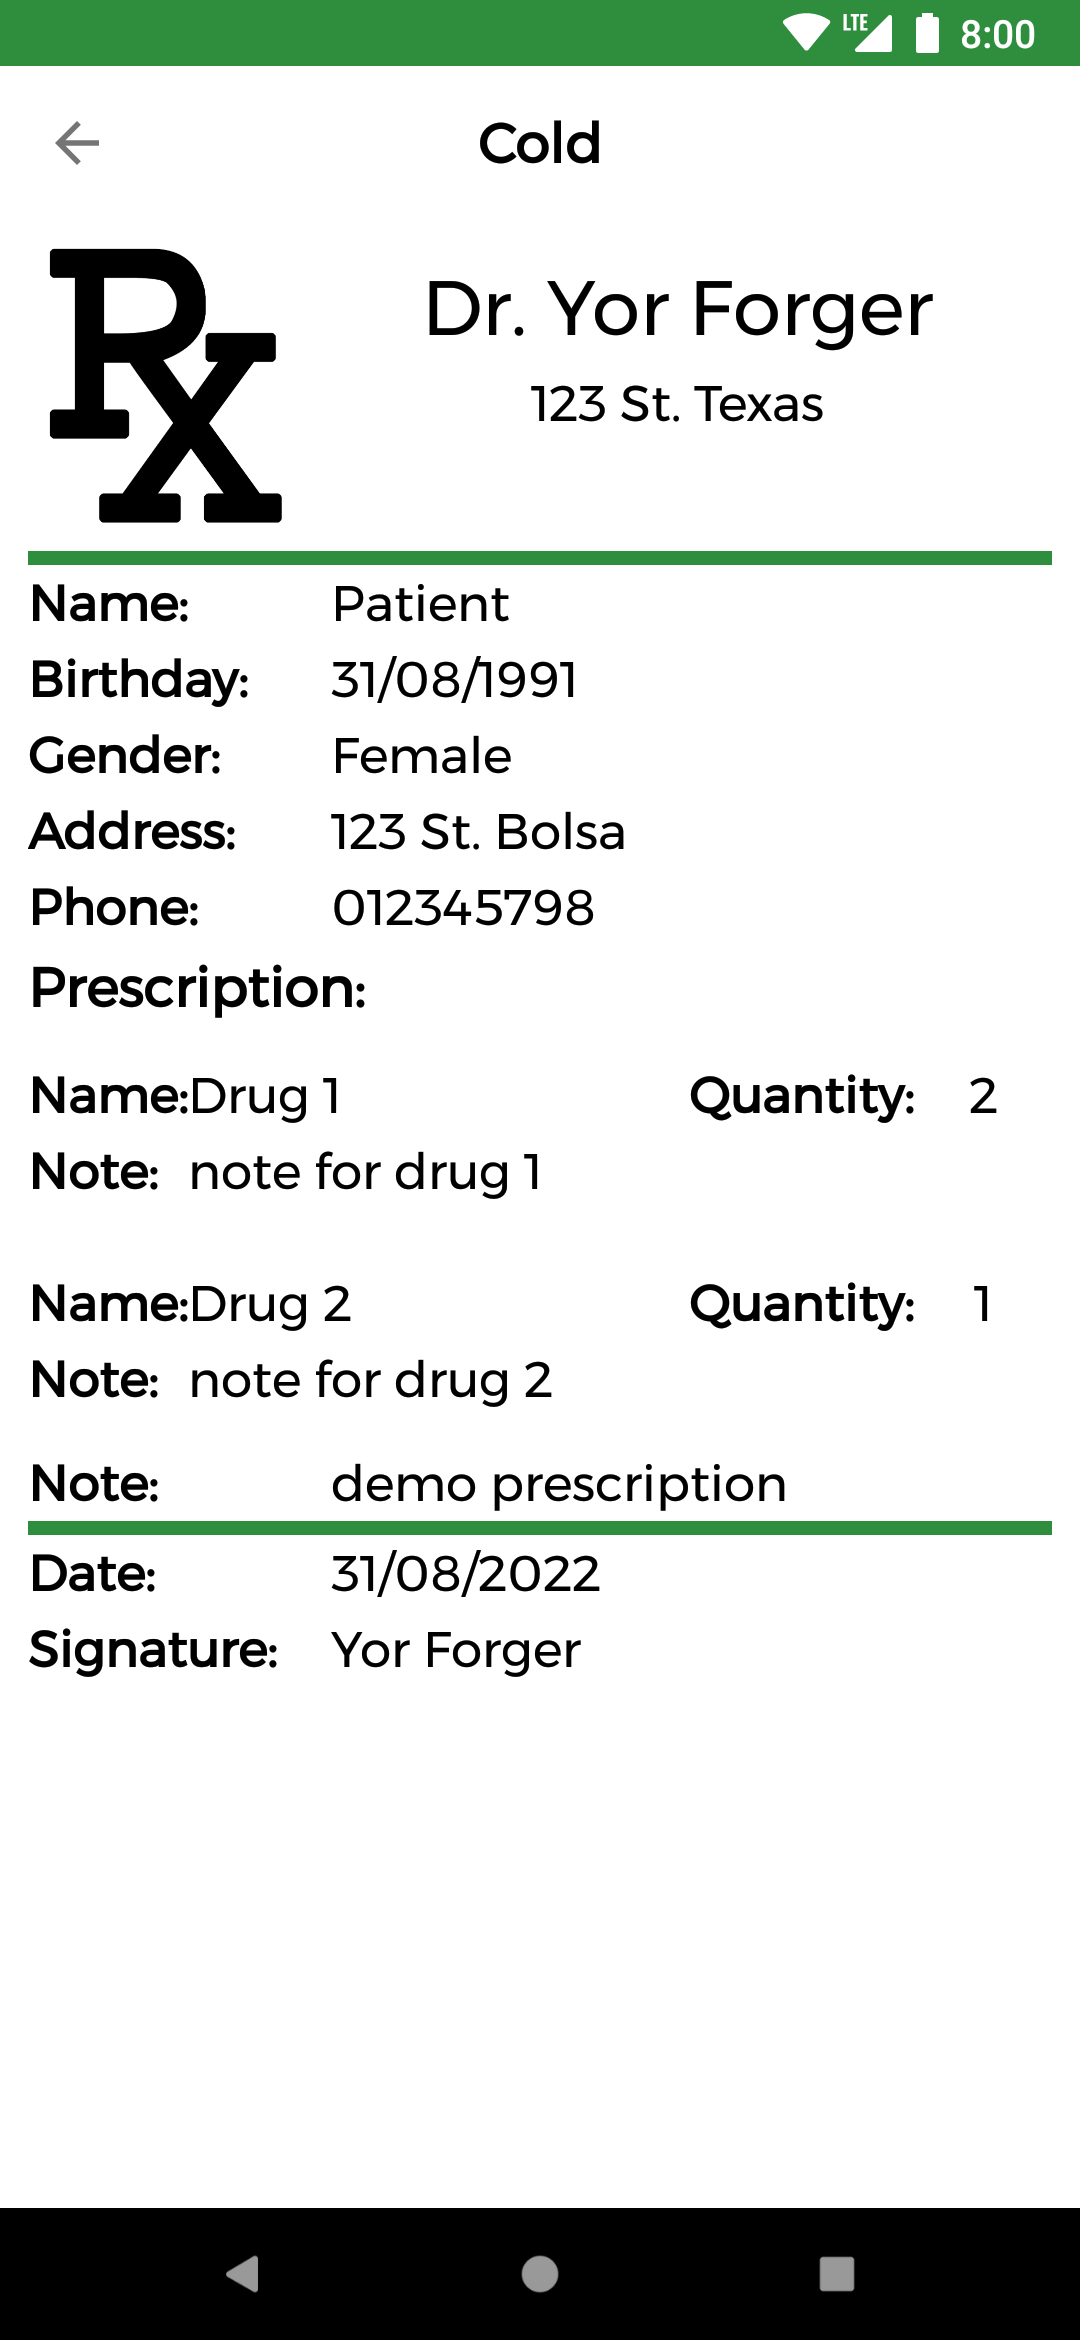 LTE 8:00
Cold
Rx
Dr. Yor Forger
123 St. Texas
Name: Patient
Birthday: 31/08/1991
Gender: Female
Address: 123 St. Bolsa
Phone: 012345798
Prescription:
Name:Drug 1 Quantity: 2
Note: note for drug 1
Name:Drug 2 Quantity: 1
Note: note for drug 2
Note: demo prescription
Date: 31/08/2022
Signature: Yor Forger